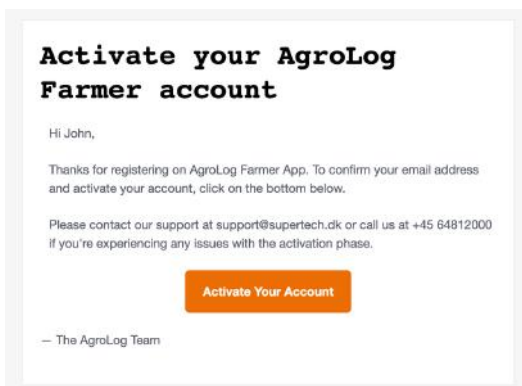 Activate your AgroLog
Farmer account
Hi John,
Thanks for registering on AgroLog Farmer App. To confirm your email address
and activate your account, click on the bottom below.
Please contact our support at support@supertech.dk or call us at +45 64812000
if you're experiencing any issues with the activation phase.
Activate Your Account
— The AgroLog Team